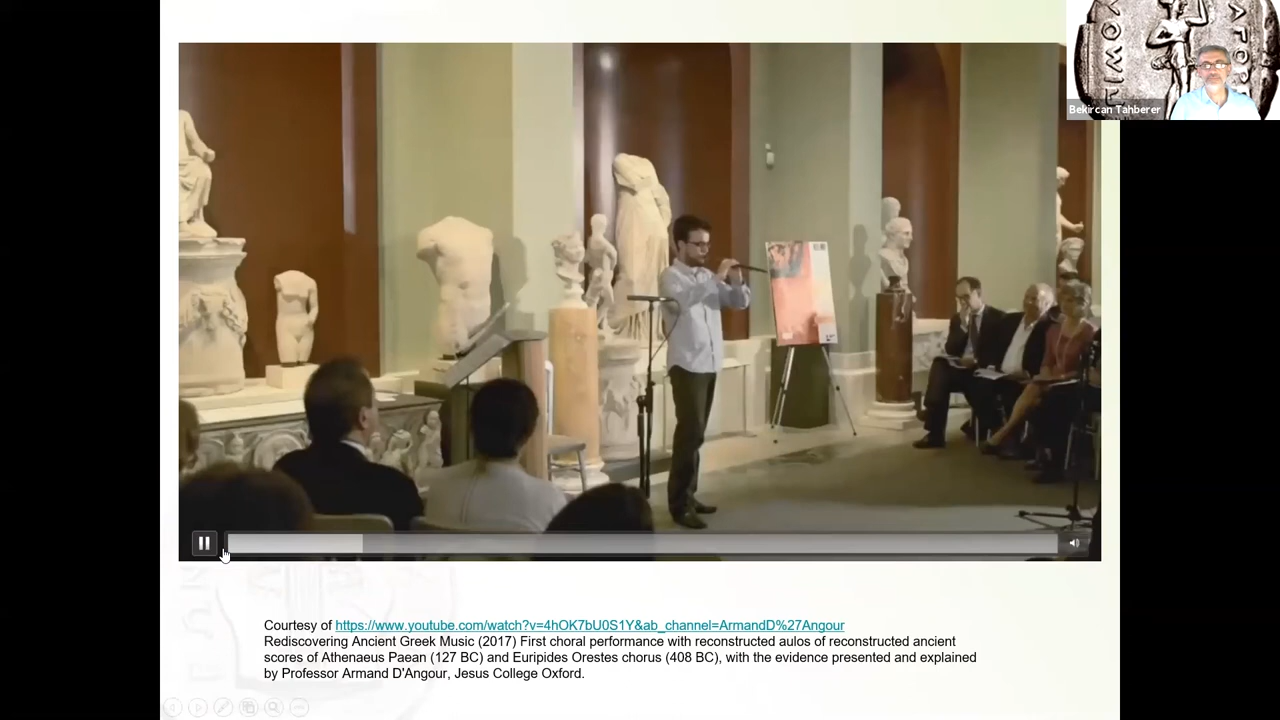 Bekircan Tahberer
Courtesy of https://www.youtube.com/watch?v=4hOK7bU0S1Y&ab_channel=ArmandD%27Angour
Rediscovering Ancient Greek Music (2017) First choral performance with reconstructed aulos of reconstructed ancient
scores of Athenaeus Paean (127 BC) and Euripides Orestes chorus (408 BC), with the evidence presented and explained
by Professor Armand D'Angour, Jesus College Oxford.